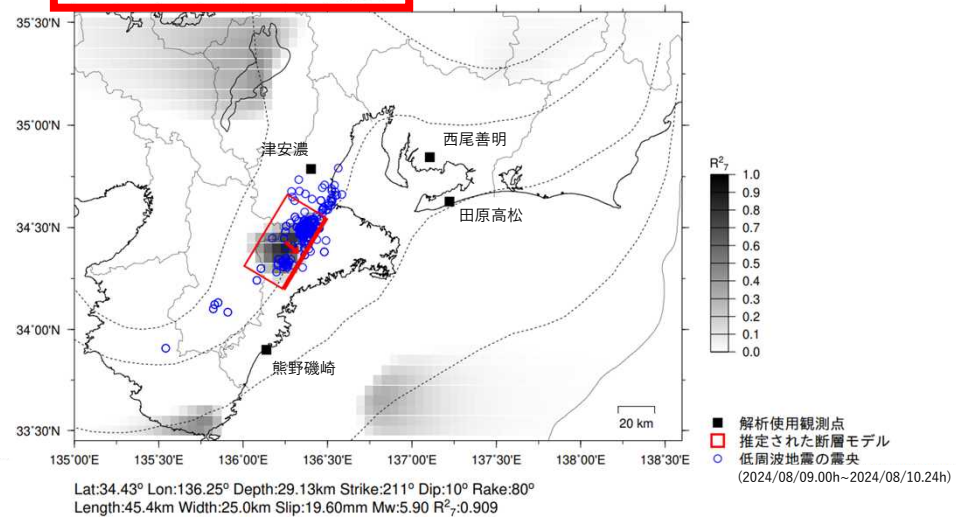 35°30'N
35°00'N
34°30'N
34°00'N
33°30'N
135°00'E 135°30'E 136°00'E 136°30'E 137°00'E 137°30'E 138°00'E 138°30'E
津安濃
西尾善明
田原高松
熊野磯崎
20 km
R²₇
1.0
0.9
0.8
0.7
0.6
0.5
0.4
0.3
0.2
0.1
0.0
解析使用観測点
推定された断層モデル
低周波地震の震央
(2024/08/09.00h~2024/08/10.24h)
Lat:34.43° Lon:136.25° Depth:29.13km Strike:211° Dip:10° Rake:80°
Length:45.4km Width:25.0km Slip:19.60mm Mw:5.90 R²₇:0.909